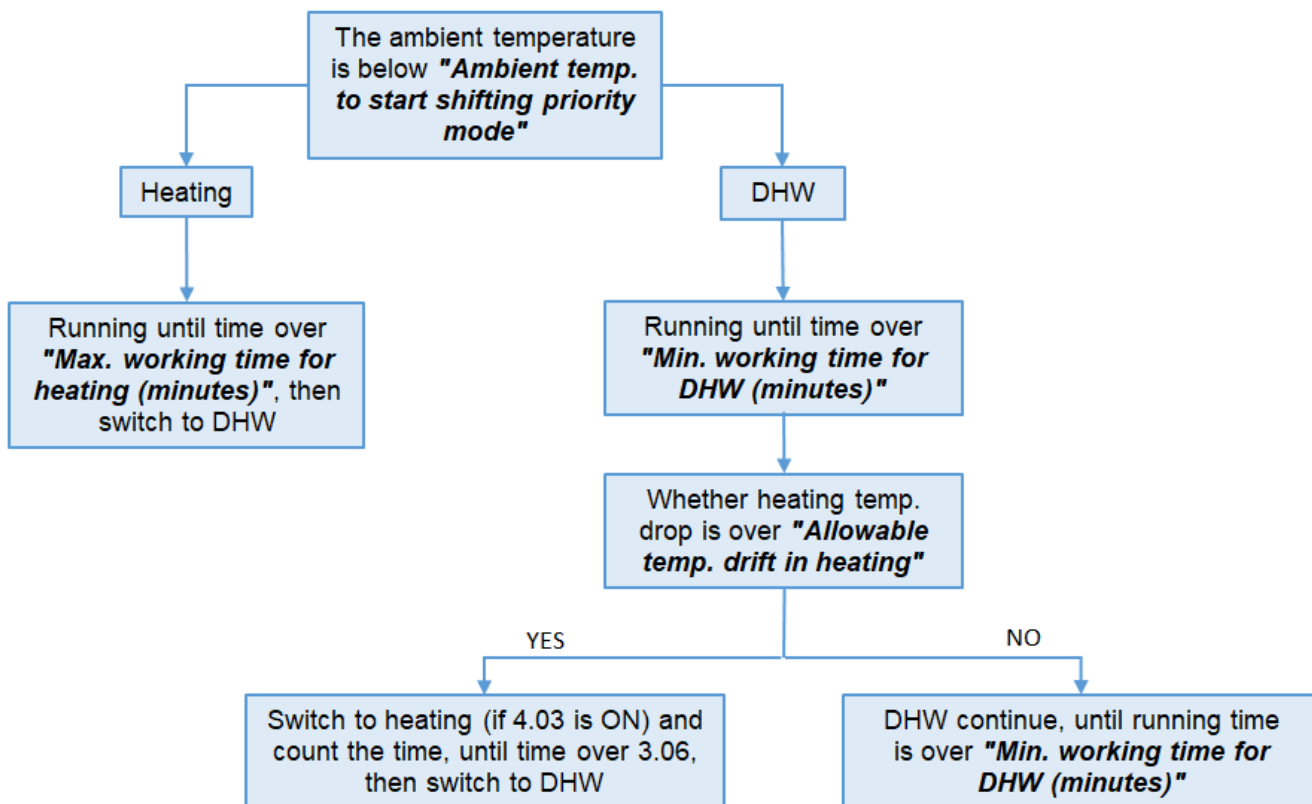 The ambient temperature
is below "Ambient temp.
to start shifting priority
mode"
Heating
DHW
Running until time over
"Max. working time for
heating (minutes)", then
switch to DHW
Running until time over
"Min. working time for
DHW (minutes)"
Whether heating temp.
drop is over "Allowable
temp. drift in heating"
YES
NO
Switch to heating (if 4.03 is ON) and
count the time, until time over 3.06,
then switch to DHW
DHW continue, until running time
is over "Min. working time for
DHW (minutes)"